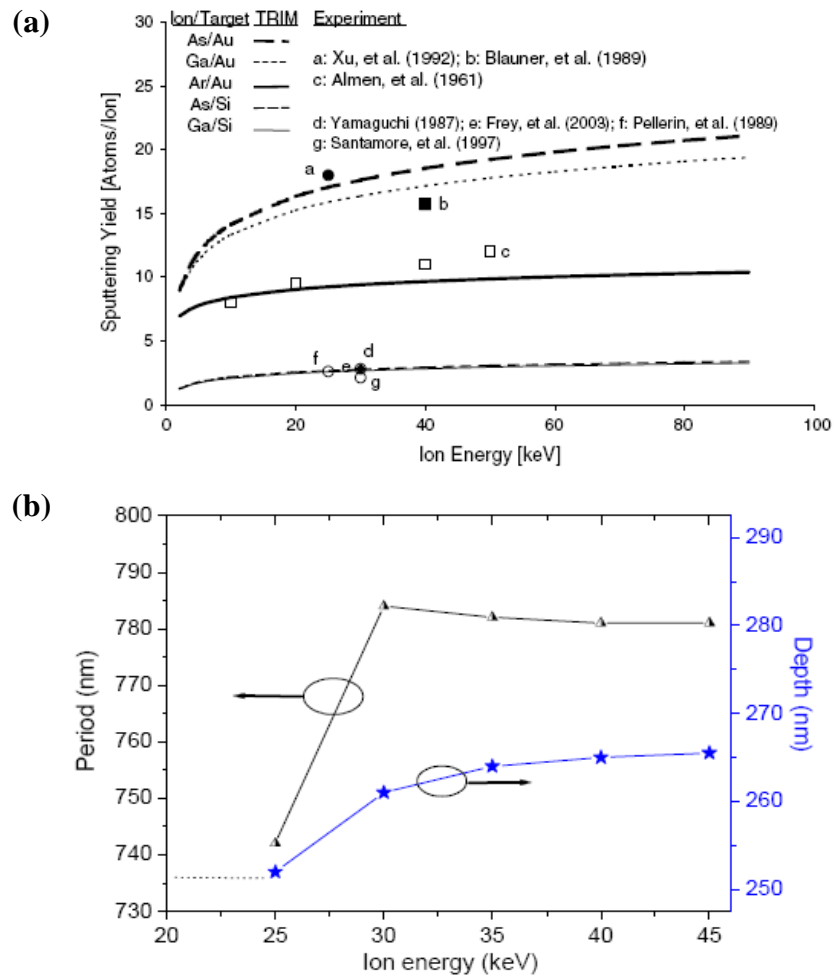 (a)
Ion/Target TRIM Experiment
As/Au
Ga/Au a: Xu, et al. (1992); b: Blauner, et al. (1989)
Ar/Au c: Almen, et al. (1961)
As/Si
Ga/Si d: Yamaguchi (1987); e: Frey, et al. (2003); f: Pellerin, et al. (1989)
g: Santamore, et al. (1997)
Sputtering Yield [Atoms/Ion]
30
25
20
15
10
5
0
a
b
c
d
e
f
g
0 20 40 60 80 100
Ion Energy [keV]
(b)
Period (nm)
800
790
780
770
760
750
740
730
290
280
270
260
250
Depth (nm)
20 25 30 35 40 45
Ion energy (keV)